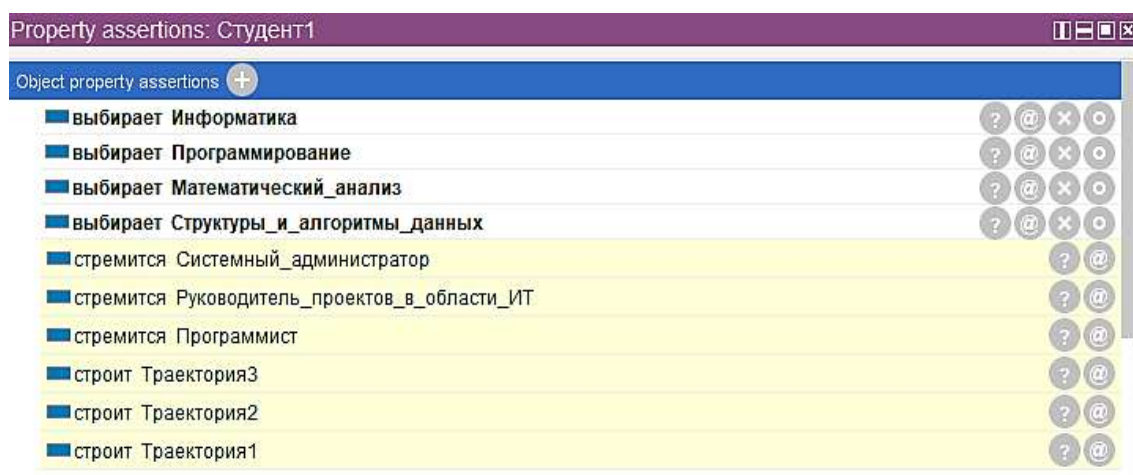 Property assertions: Студент1
Object property assertions
выбирает Информатика
выбирает Программирование
выбирает Математический_анализ
выбирает Структуры_и_алгоритмы_данных
стремится Системный_администратор
стремится Руководитель_проектов_в_области_ИТ
стремится Программист
строит Траектория3
строит Траектория2
строит Траектория1